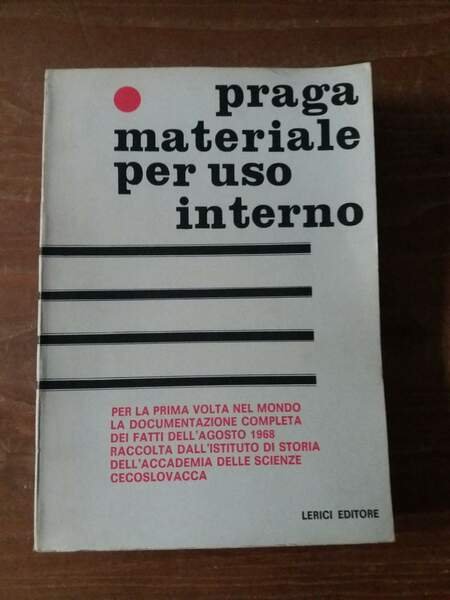 praga
materiale
per uso
interno
PER LA PRIMA VOLTA NEL MONDO
LA DOCUMENTAZIONE COMPLETA
DEI FATTI DELL'AGOSTO 1968
RACCOLTA DALL'ISTITUTO DI STORIA
DELL'ACCADEMIA DELLE SCIENZE
CECOSLOVACCA
LERICI EDITORE